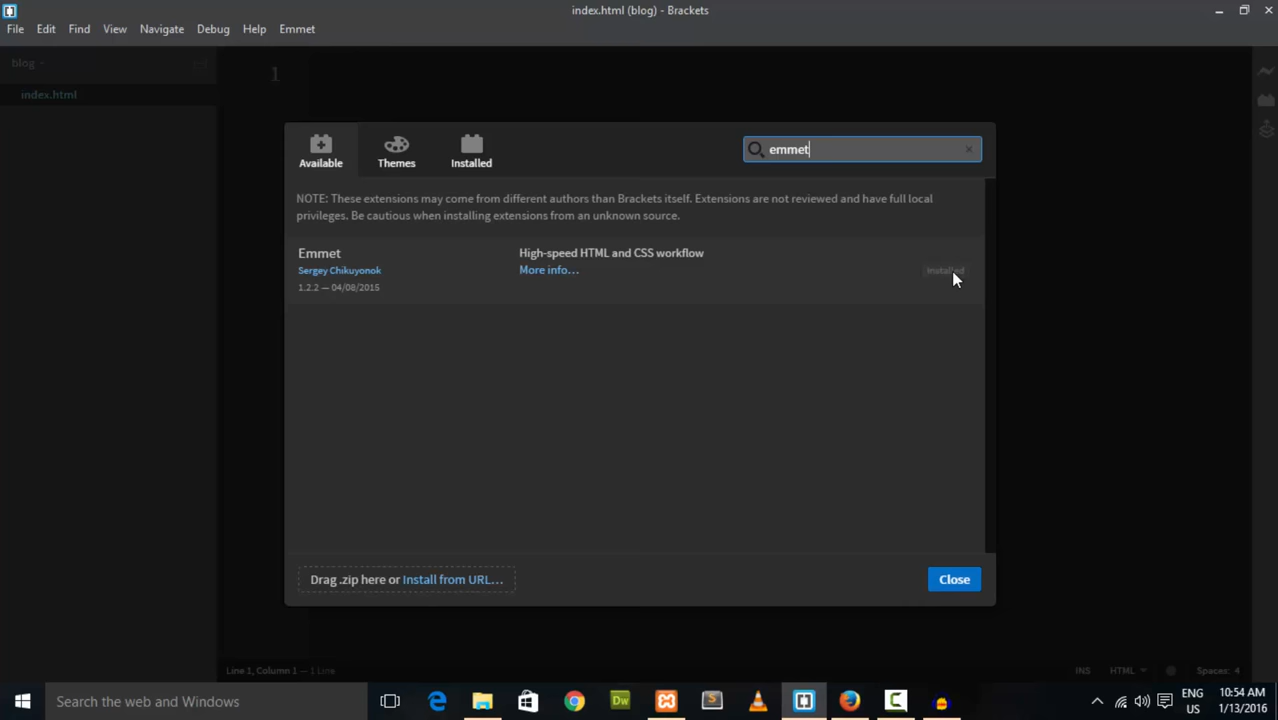 index.html (blog) - Brackets
File Edit Find View Navigate Debug Help Emmet
blog
index.html
1
Available Themes Installed
emmet
NOTE: These extensions may come from different authors than Brackets itself. Extensions are not reviewed and have full local
privileges. Be cautious when installing extensions from an unknown source.
Emmet
Sergey Chikuyonok
1.2.2 — 04/08/2015
High-speed HTML and CSS workflow
More info...
Installed
Drag .zip here or Install from URL...
Close
Line 1, Column 1 — 1 Line
INS HTML Spaces: 4
Search the web and Windows
Dw
ENG
US
10:54 AM
1/13/2016